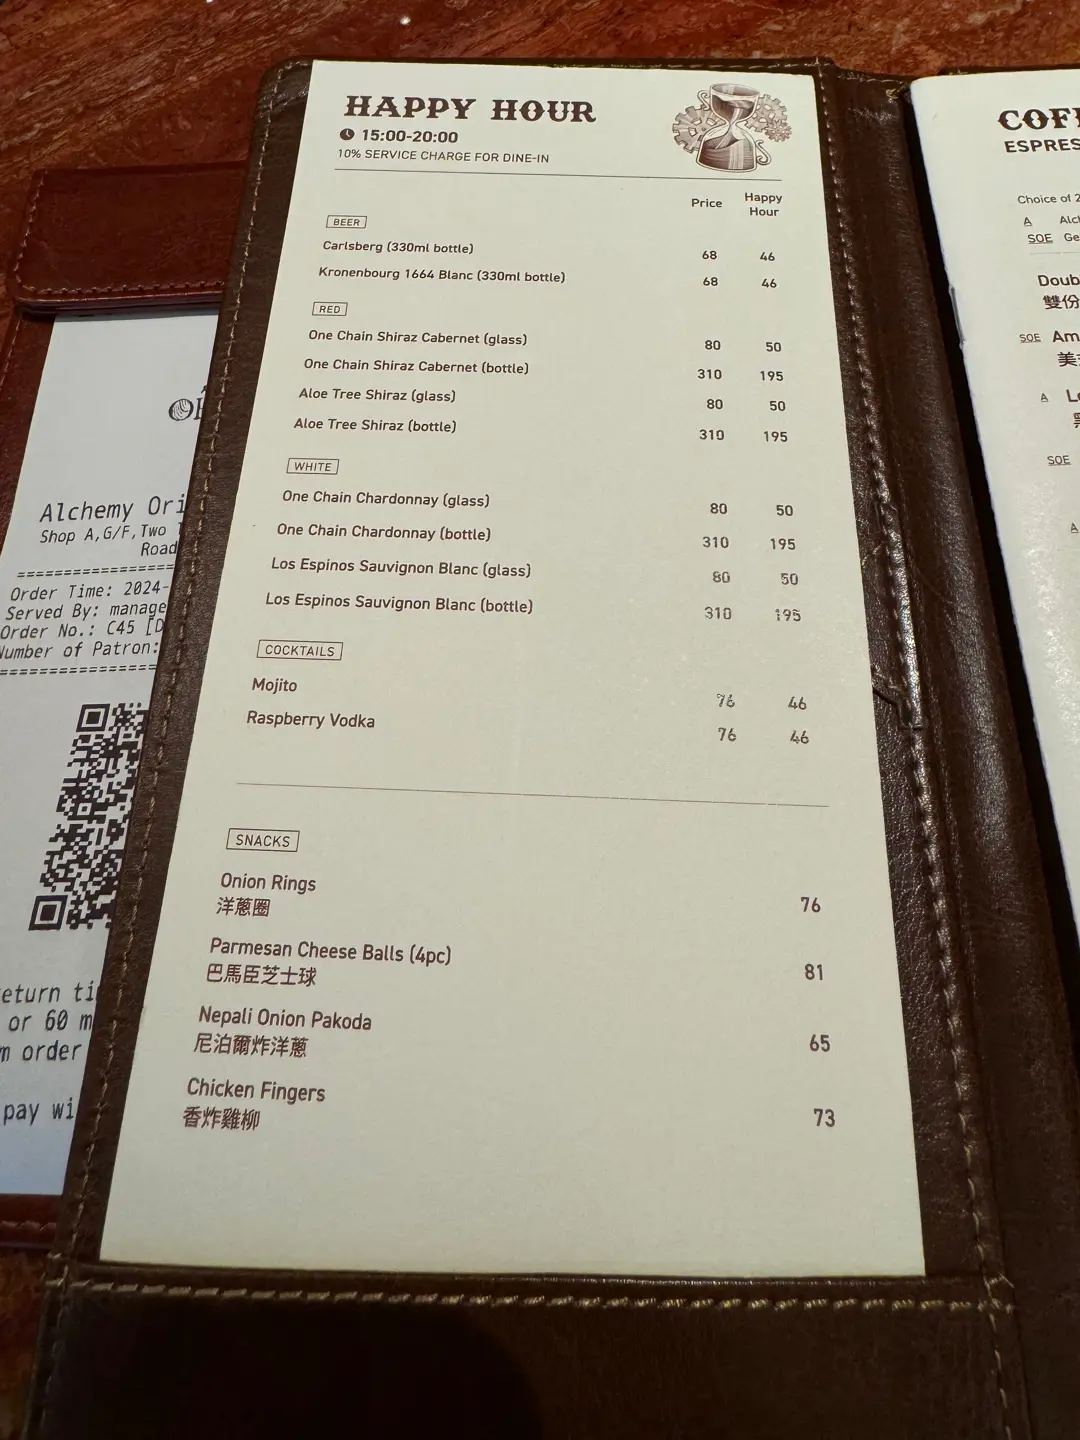 HAPPY HOUR
15:00-20:00
10% SERVICE CHARGE FOR DINE-IN
Price Happy Hour
BEER
Carlsberg (330ml bottle) 68 46
Kronenbourg 1664 Blanc (330ml bottle) 68 46
RED
One Chain Shiraz Cabernet (glass) 80 50
One Chain Shiraz Cabernet (bottle) 310 195
Aloe Tree Shiraz (glass) 80 50
Aloe Tree Shiraz (bottle) 310 195
WHITE
One Chain Chardonnay (glass) 80 50
One Chain Chardonnay (bottle) 310 195
Los Espinos Sauvignon Blanc (glass) 80 50
Los Espinos Sauvignon Blanc (bottle) 310 195
COCKTAILS
Mojito 76 46
Raspberry Vodka 76 46
SNACKS
Onion Rings
洋蔥圈 76
Parmesan Cheese Balls (4pc)
巴馬臣芝士球 81
Nepali Onion Pakoda
尼泊爾炸洋蔥 65
Chicken Fingers
香炸雞柳 73
Alchemy Ori
Shop A,G/F,Two
Road
Order Time: 2024-
Served By: manage
Order No.: C45 [D
Number of Patron:
eturn ti
or 60 m
m order
pay wi
COF
ESPRES
Choice of 2
A Alc
SOE Ge
Doub
雙份
SOE Am
美
A L
SOE
A